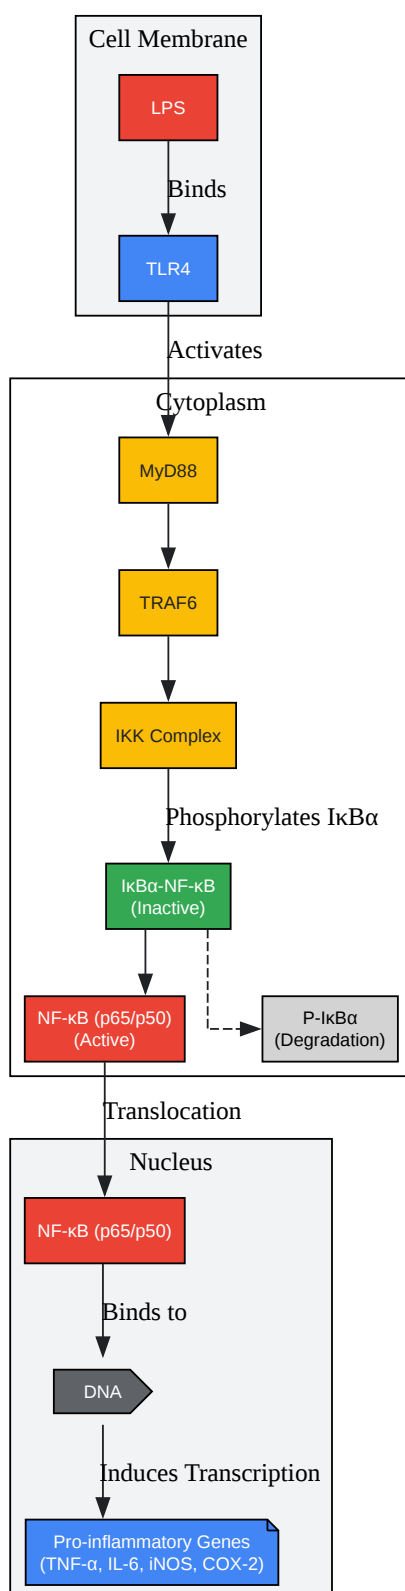 Cell Membrane
LPS
Binds
TLR4
Activates
Cytoplasm
MyD88
TRAF6
IKK Complex
Phosphorylates IκBα
IκBα-NF-κB
(Inactive)
NF-κB (p65/p50)
(Active)
P-IκBα
(Degradation)
Translocation
Nucleus
NF-κB (p65/p50)
Binds to
DNA
Induces Transcription
Pro-inflammatory Genes
(TNF-α, IL-6, iNOS, COX-2)